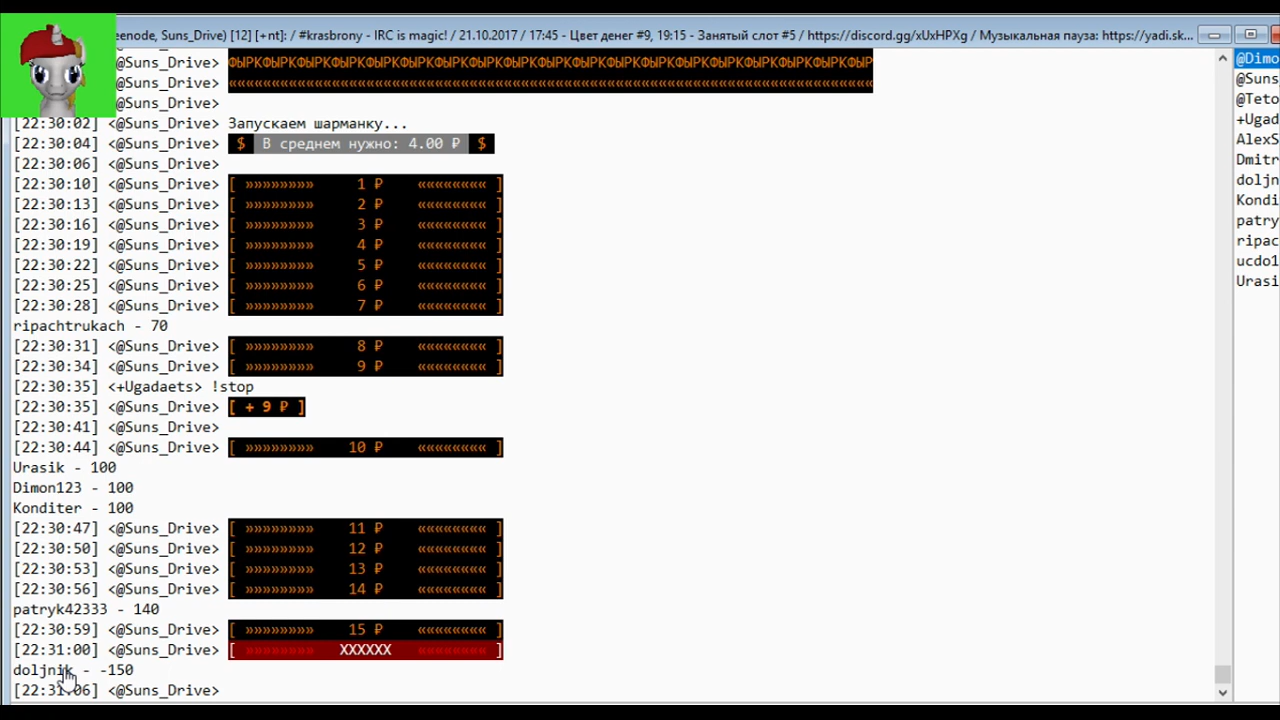 eenode, Suns_Drive) [12] [+nt]: / #krasbrony - IRC is magic! / 21.10.2017 / 17:45 - Цвет денег #9, 19:15 - Занятый слот #5 / https://discord.gg/xUxHPXg / Музыкальная пауза: https://yadi.sk...
@Suns_Drive> ФЫРКФЫРКФЫРКФЫРКФЫРКФЫРКФЫРКФЫРКФЫРКФЫРКФЫРКФЫРКФЫРКФЫРКФЫРКФЫРКФЫРКФЫРКФЫР
@Suns_Drive> «««««««««««««««««««««««««««««««««««««««««««««««««««««««««««««««««««««««««««
@Suns_Drive>
[22:30:02] <@Suns_Drive> Запускаем шарманку...
[22:30:04] <@Suns_Drive> $ В среднем нужно: 4.00 ₽ $
[22:30:06] <@Suns_Drive>
[22:30:10] <@Suns_Drive> [ »»»»»»»» 1 ₽ «««««««« ]
[22:30:13] <@Suns_Drive> [ »»»»»»»» 2 ₽ «««««««« ]
[22:30:16] <@Suns_Drive> [ »»»»»»»» 3 ₽ «««««««« ]
[22:30:19] <@Suns_Drive> [ »»»»»»»» 4 ₽ «««««««« ]
[22:30:22] <@Suns_Drive> [ »»»»»»»» 5 ₽ «««««««« ]
[22:30:25] <@Suns_Drive> [ »»»»»»»» 6 ₽ «««««««« ]
[22:30:28] <@Suns_Drive> [ »»»»»»»» 7 ₽ «««««««« ]
ripachtrukach - 70
[22:30:31] <@Suns_Drive> [ »»»»»»»» 8 ₽ «««««««« ]
[22:30:34] <@Suns_Drive> [ »»»»»»»» 9 ₽ «««««««« ]
[22:30:35] <+Ugadaets> !stop
[22:30:35] <@Suns_Drive> [ + 9 ₽ ]
[22:30:41] <@Suns_Drive>
[22:30:44] <@Suns_Drive> [ »»»»»»»» 10 ₽ «««««««« ]
Urasik - 100
Dimon123 - 100
Konditer - 100
[22:30:47] <@Suns_Drive> [ »»»»»»»» 11 ₽ «««««««« ]
[22:30:50] <@Suns_Drive> [ »»»»»»»» 12 ₽ «««««««« ]
[22:30:53] <@Suns_Drive> [ »»»»»»»» 13 ₽ «««««««« ]
[22:30:56] <@Suns_Drive> [ »»»»»»»» 14 ₽ «««««««« ]
patryk42333 - 140
[22:30:59] <@Suns_Drive> [ »»»»»»»» 15 ₽ «««««««« ]
[22:31:00] <@Suns_Drive> [ »»»»»»»» XXXXXX «««««««« ]
doljnik - -150
[22:31:06] <@Suns_Drive>
@Dimo
@Suns
@Teto
+Ugad
AlexS
Dmitr
doljn
Kondi
patry
ripac
ucdo1
Urasi